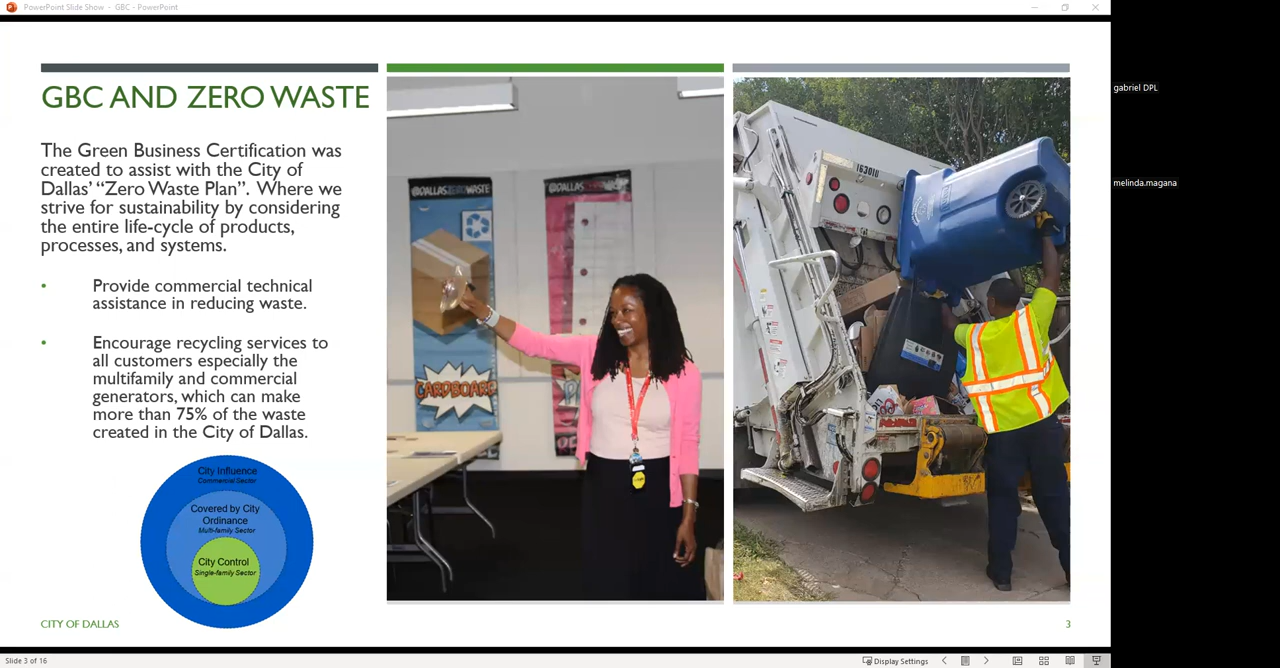 PowerPoint Slide Show - GBC - PowerPoint
GBC AND ZERO WASTE
The Green Business Certification was
created to assist with the City of
Dallas' “Zero Waste Plan”. Where we
strive for sustainability by considering
the entire life-cycle of products,
processes, and systems.
• Provide commercial technical
assistance in reducing waste.
• Encourage recycling services to
all customers especially the
multifamily and commercial
generators, which can make
more than 75% of the waste
created in the City of Dallas.
City Influence
Commercial Sector
Covered by City
Ordinance
Multi-family Sector
City Control
Single-family Sector
@DALLASZEROWASTE
CARDBOARD
163018
CITY OF DALLAS
3
gabriel DPL
melinda.magana
Slide 3 of 16
Display Settings